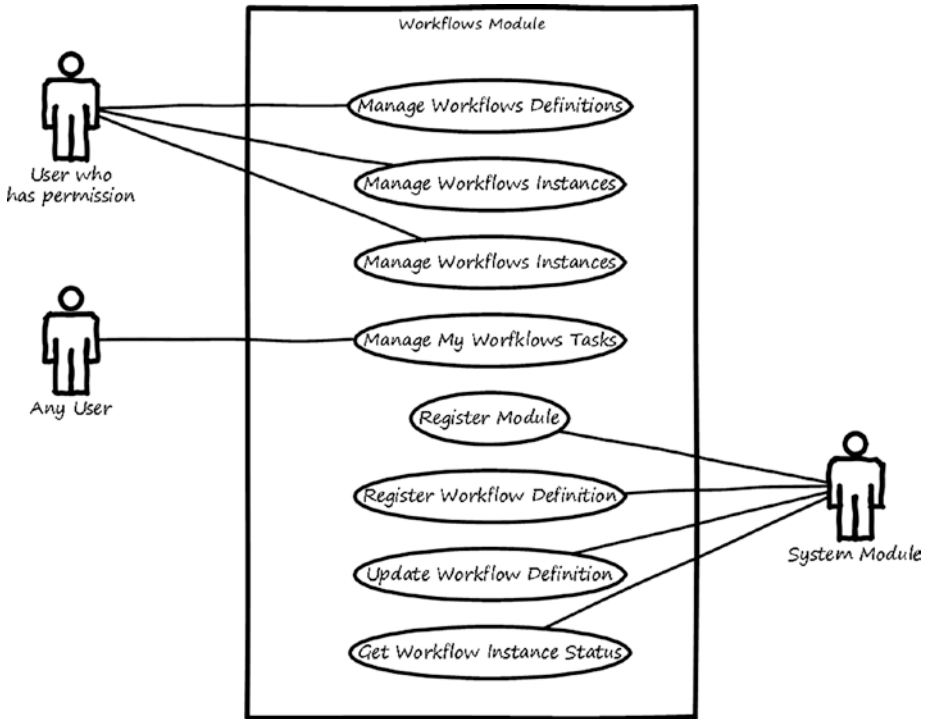 Workflows Module
Manage Workflows Definitions
User who
has permission
Manage Workflows Instances
Manage Workflows Instances
Any User
Manage My Worfklows Tasks
Register Module
Register Workflow Definition
System Module
Update Workflow Definition
Get Workflow Instance Status